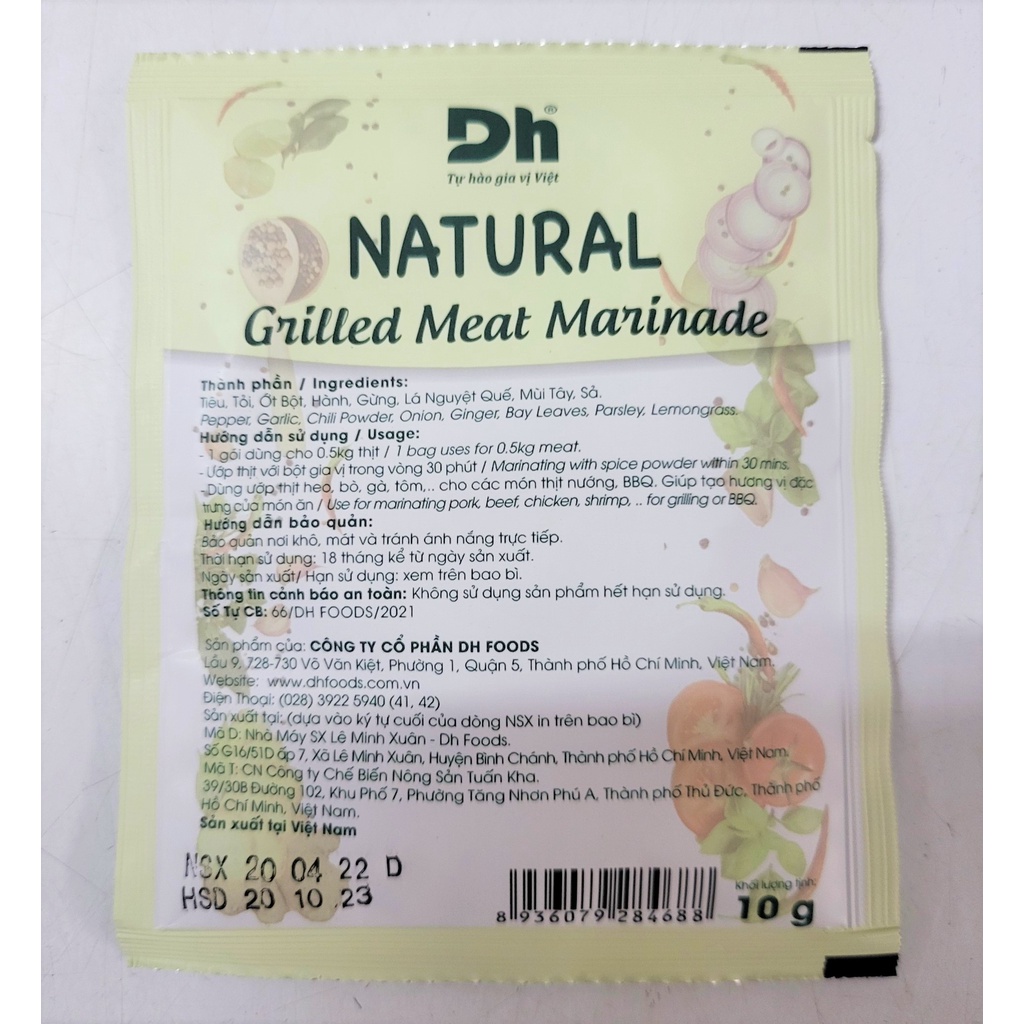 Dh®
Tự hào gia vị Việt
NATURAL
Grilled Meat Marinade
Thành phần / Ingredients:
Tiêu, Tỏi, Ớt Bột, Hành, Gừng, Lá Nguyệt Quế, Mùi Tây, Sả.
Pepper, Garlic, Chili Powder, Onion, Ginger, Bay Leaves, Parsley, Lemongrass.
Hướng dẫn sử dụng / Usage:
- 1 gói dùng cho 0.5kg thịt / 1 bag uses for 0.5kg meat.
- Ướp thịt với bột gia vị trong vòng 30 phút / Marinating with spice powder within 30 mins.
- Dùng ướp thịt heo, bò, gà, tôm,.. cho các món thịt nướng, BBQ. Giúp tạo hương vị đặc
trưng của món ăn / Use for marinating pork, beef, chicken, shrimp, .. for grilling or BBQ.
Hướng dẫn bảo quản:
Bảo quản nơi khô, mát và tránh ánh nắng trực tiếp.
Thời hạn sử dụng: 18 tháng kể từ ngày sản xuất.
Ngày sản xuất/ Hạn sử dụng: xem trên bao bì.
Thông tin cảnh báo an toàn: Không sử dụng sản phẩm hết hạn sử dụng.
Số Tự CB: 66/DH FOODS/2021
Sản phẩm của: CÔNG TY CỔ PHẦN DH FOODS
Lầu 9, 728-730 Võ Văn Kiệt, Phường 1, Quận 5, Thành phố Hồ Chí Minh, Việt Nam.
Website: www.dhfoods.com.vn
Điện Thoại: (028) 3922 5940 (41, 42)
Sản xuất tại: (dựa vào ký tự cuối của dòng NSX in trên bao bì)
Mã D: Nhà Máy SX Lê Minh Xuân - Dh Foods.
Số G16/51D ấp 7, Xã Lê Minh Xuân, Huyện Bình Chánh, Thành phố Hồ Chí Minh, Việt Nam.
Mã T: CN Công ty Chế Biến Nông Sản Tuấn Kha.
39/30B Đường 102, Khu Phố 7, Phường Tăng Nhơn Phú A, Thành phố Thủ Đức, Thành phố
Hồ Chí Minh, Việt Nam.
Sản xuất tại Việt Nam
NSX 20 04 22 D
HSD 20 10 23
8 936079 284688
Khối lượng tịnh:
10 g